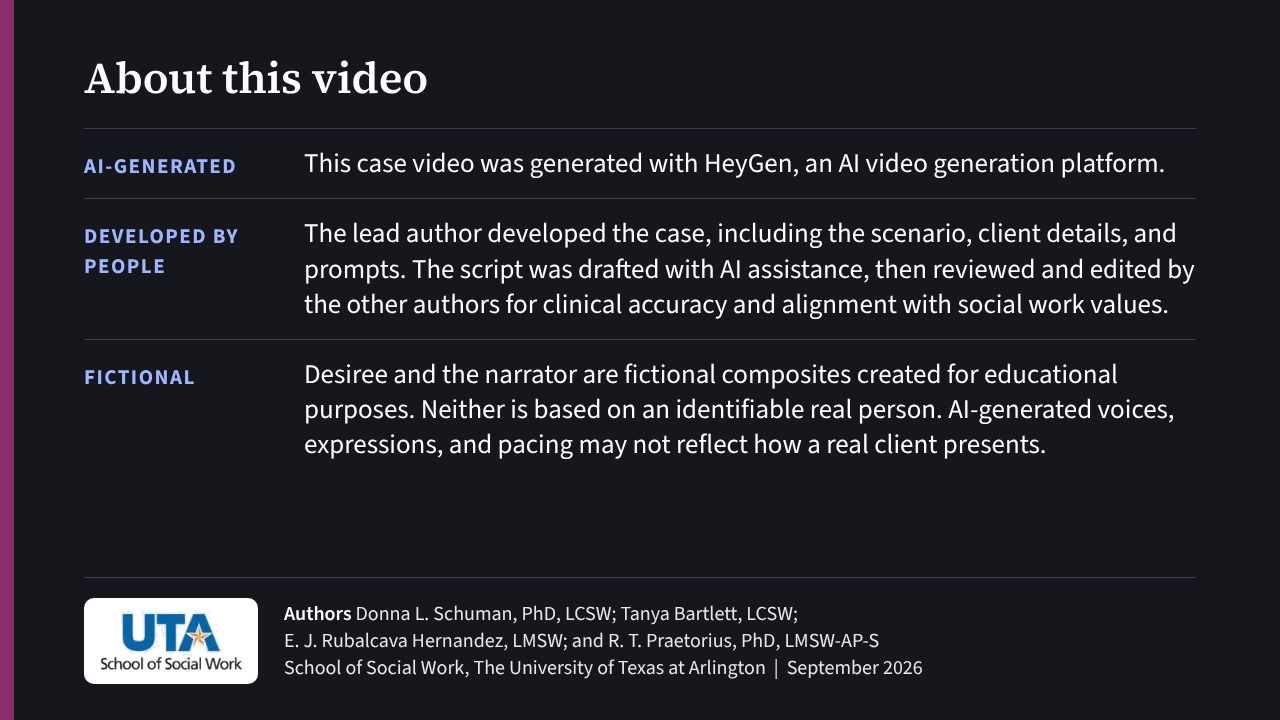 About this video
AI-GENERATED
This case video was generated with HeyGen, an AI video generation platform.
DEVELOPED BY
PEOPLE
The lead author developed the case, including the scenario, client details, and
prompts. The script was drafted with AI assistance, then reviewed and edited by
the other authors for clinical accuracy and alignment with social work values.
FICTIONAL
Desiree and the narrator are fictional composites created for educational
purposes. Neither is based on an identifiable real person. AI-generated voices,
expressions, and pacing may not reflect how a real client presents.
UTA
School of Social Work
Authors Donna L. Schuman, PhD, LCSW; Tanya Bartlett, LCSW;
E. J. Rubalcava Hernandez, LMSW; and R. T. Praetorius, PhD, LMSW-AP-S
School of Social Work, The University of Texas at Arlington | September 2026